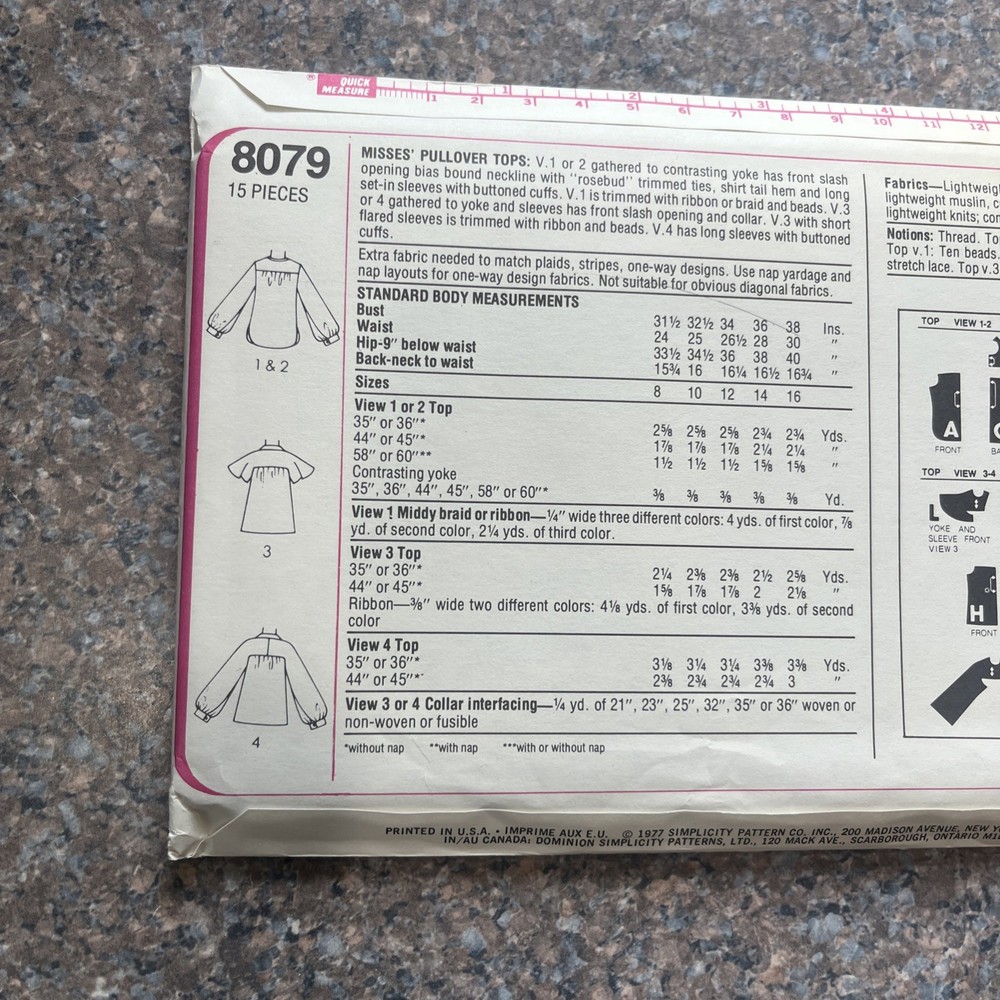 ® QUICK
MEASURE
1 2 3 4 5 6 7 8 9 10 11 12
1 2 3 4
8079
15 PIECES
1 & 2
3
4
MISSES' PULLOVER TOPS: V.1 or 2 gathered to contrasting yoke has front slash
opening bias bound neckline with "rosebud" trimmed ties, shirt tail hem and long
set-in sleeves with buttoned cuffs. V.1 is trimmed with ribbon or braid and beads. V.3
or 4 gathered to yoke and sleeves has front slash opening and collar. V.3 with short
flared sleeves is trimmed with ribbon and beads. V.4 has long sleeves with buttoned
cuffs.
Extra fabric needed to match plaids, stripes, one-way designs. Use nap yardage and
nap layouts for one-way design fabrics. Not suitable for obvious diagonal fabrics.
STANDARD BODY MEASUREMENTS
Bust 31½ 32½ 34 36 38 Ins.
Waist 24 25 26½ 28 30 "
Hip-9" below waist 33½ 34½ 36 38 40 "
Back-neck to waist 15¾ 16 16¼ 16½ 16¾ "
Sizes 8 10 12 14 16
View 1 or 2 Top
35" or 36"* 2⅝ 2⅝ 2⅝ 2¾ 2¾ Yds.
44" or 45"* 1⅞ 1⅞ 1⅞ 2¼ 2¼ "
58" or 60"** 1½ 1½ 1½ 1⅝ 1⅝ "
Contrasting yoke
35", 36", 44", 45", 58" or 60"* ⅜ ⅜ ⅜ ⅜ ⅜ Yd.
View 1 Middy braid or ribbon—¼" wide three different colors: 4 yds. of first color, ⅞
yd. of second color, 2¼ yds. of third color.
View 3 Top
35" or 36"* 2¼ 2⅜ 2⅜ 2½ 2⅝ Yds.
44" or 45"* 1⅝ 1⅞ 1⅞ 2 2⅛ "
Ribbon—⅜" wide two different colors: 4⅛ yds. of first color, 3⅜ yds. of second
color
View 4 Top
35" or 36"* 3⅛ 3¼ 3¼ 3⅜ 3⅜ Yds.
44" or 45"* 2⅜ 2¾ 2¾ 2¾ 3 "
View 3 or 4 Collar interfacing—¼ yd. of 21", 23", 25", 32", 35" or 36" woven or
non-woven or fusible
*without nap **with nap ***with or without nap
Fabrics—Lightweig
lightweight muslin, c
lightweight knits; con
Notions: Thread. To
Top v.1: Ten beads.
stretch lace. Top v.3
TOP VIEW 1-2
A
FRONT BA
TOP VIEW 3-4
L
YOKE AND
SLEEVE FRONT
VIEW 3
H
FRONT
PRINTED IN U.S.A. • IMPRIME AUX E.U. © 1977 SIMPLICITY PATTERN CO. INC., 200 MADISON AVENUE, NEW Y
IN/AU CANADA: DOMINION SIMPLICITY PATTERNS, LTD., 120 MACK AVE., SCARBOROUGH, ONTARIO M1